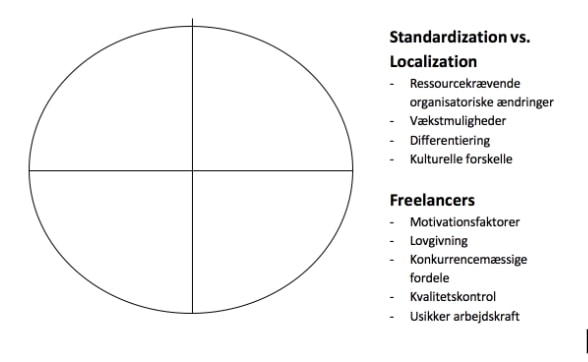 Standardization vs.
Localization
- Ressourcekrævende
organisatoriske ændringer
- Vækstmuligheder
- Differentiering
- Kulturelle forskelle
Freelancers
- Motivationsfaktorer
- Lovgivning
- Konkurrencemæssige
fordele
- Kvalitetskontrol
- Usikker arbejdskraft